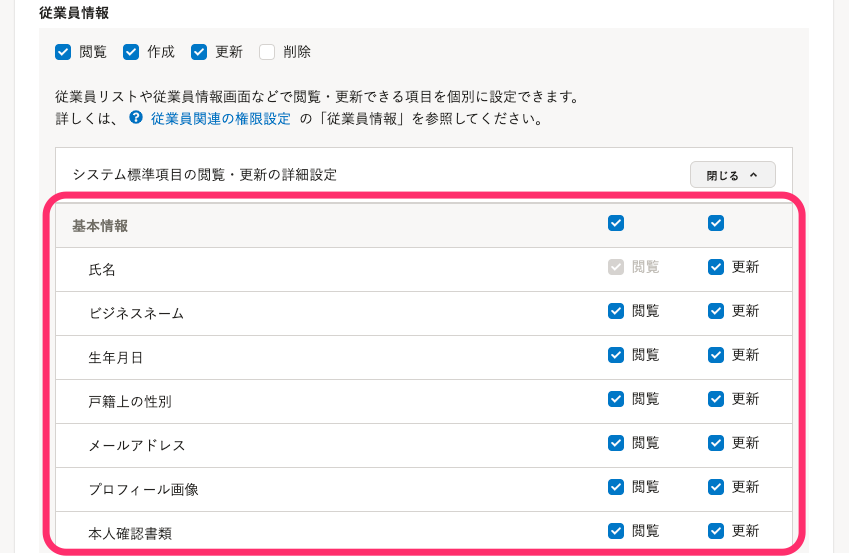 従業員情報
閲覧 作成 更新 削除
従業員リストや従業員情報画面などで閲覧・更新できる項目を個別に設定できます。
詳しくは、 ? 従業員関連の権限設定 の「従業員情報」を参照してください。
システム標準項目の閲覧・更新の詳細設定 閉じる
基本情報
氏名 閲覧 更新
ビジネスネーム 閲覧 更新
生年月日 閲覧 更新
戸籍上の性別 閲覧 更新
メールアドレス 閲覧 更新
プロフィール画像 閲覧 更新
本人確認書類 閲覧 更新